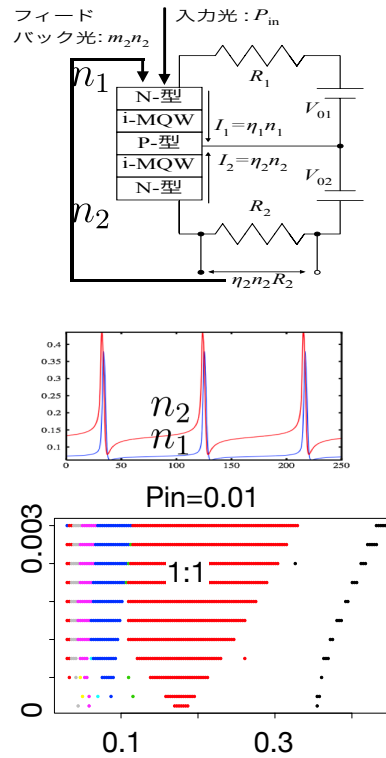 フィード
バック光: m₂n₂
入力光: P_in
n₁
N-型
i-MQW
P-型
i-MQW
N-型
n₂
R₁
I₁=η₁n₁
V₀₁
I₂=η₂n₂
V₀₂
R₂
η₂n₂R₂
0.4
0.35
0.3
0.25
0.2
0.15
0.1
n₂
n₁
0 50 100 150 200 250
Pin=0.01
0.003
0
1:1
0.1 0.3